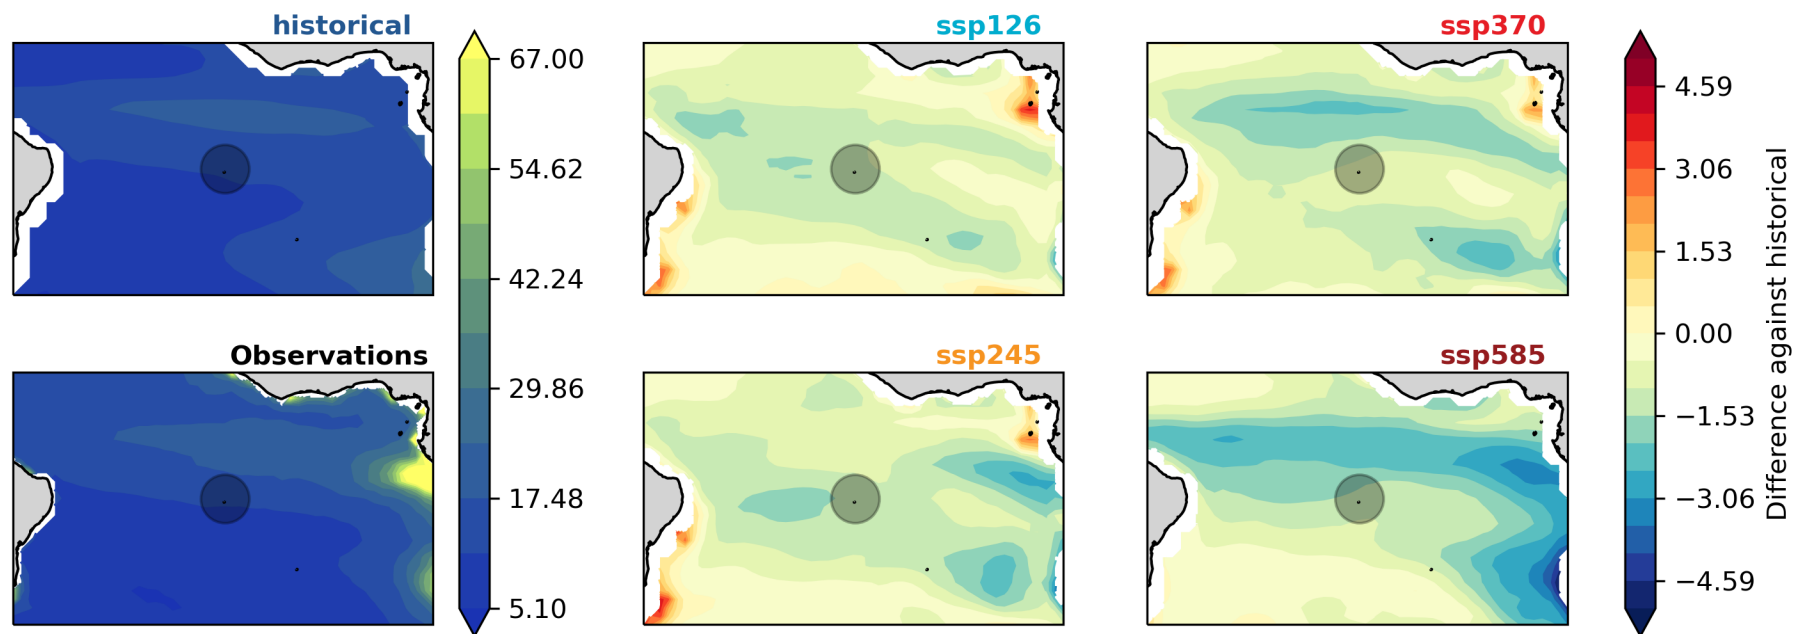 historical
ssp126
ssp370
67.00
54.62
42.24
29.86
17.48
5.10
4.59
3.06
1.53
0.00
−1.53
−3.06
−4.59
Difference against historical
Observations
ssp245
ssp585